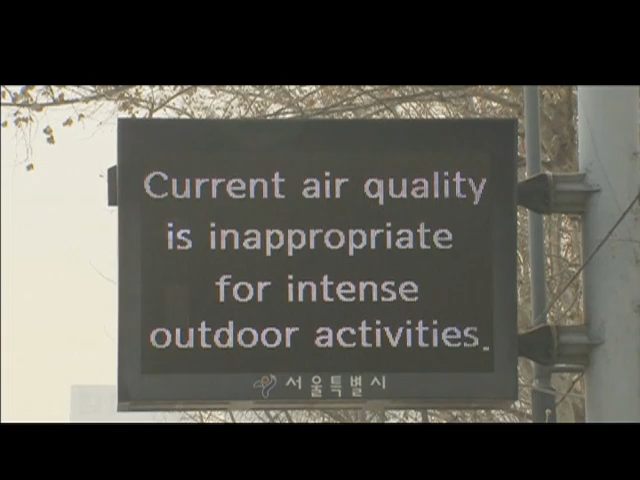 Current air quality
is inappropriate
for intense
outdoor activities.
서울특별시